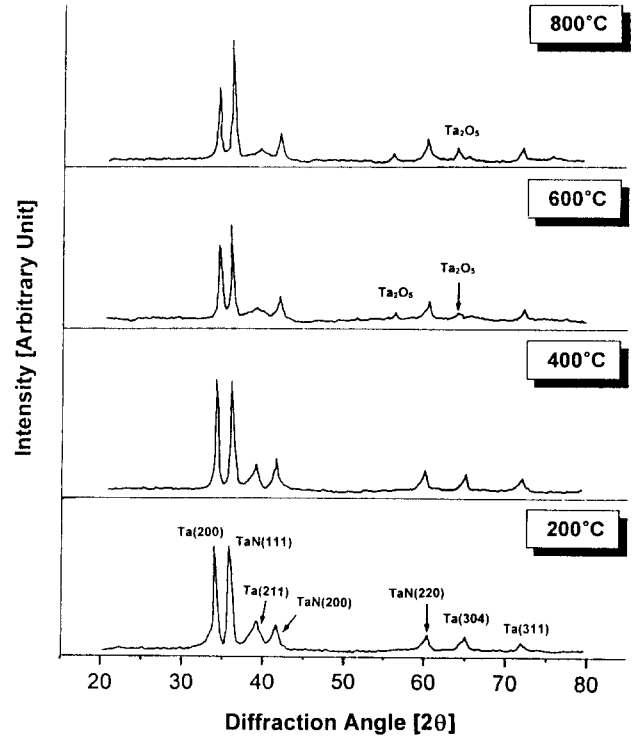 800°C
Ta₂O₅
600°C
Ta₂O₅
Ta₂O₅
400°C
200°C
Ta(200)
TaN(111)
Ta(211)
TaN(200)
TaN(220)
Ta(304)
Ta(311)
Intensity [Arbitrary Unit]
20 30 40 50 60 70 80
Diffraction Angle [2θ]